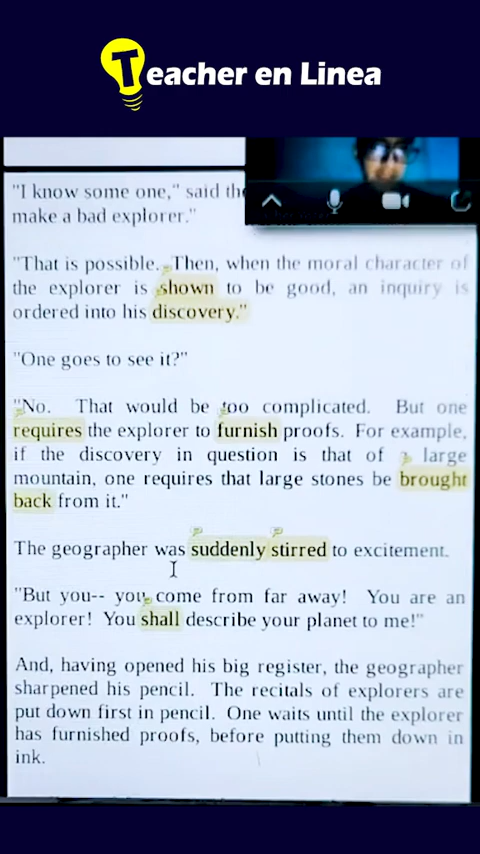 Teacher en Linea
"I know some one," said the
make a bad explorer."
"That is possible. Then, when the moral character of
the explorer is shown to be good, an inquiry is
ordered into his discovery."
"One goes to see it?"
"No. That would be too complicated. But one
requires the explorer to furnish proofs. For example,
if the discovery in question is that of a large
mountain, one requires that large stones be brought
back from it."
The geographer was suddenly stirred to excitement.
"But you-- you come from far away! You are an
explorer! You shall describe your planet to me!"
And, having opened his big register, the geographer
sharpened his pencil. The recitals of explorers are
put down first in pencil. One waits until the explorer
has furnished proofs, before putting them down in
ink.